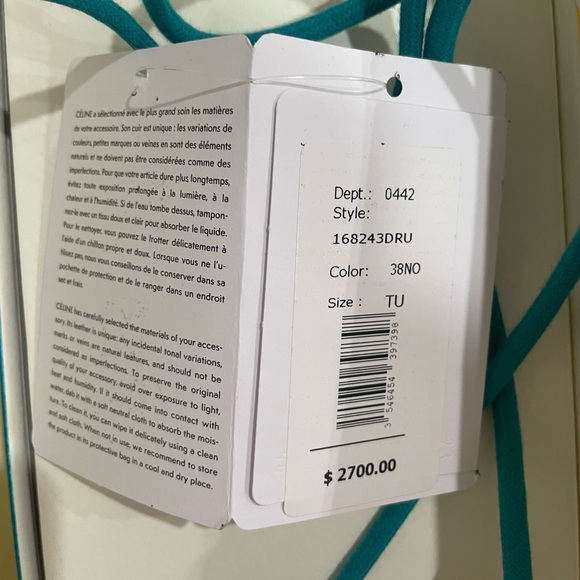 CÉLINE a sélectionné avec le plus grand soin les matières
de votre accessoire. Son cuir est unique : les variations de
couleurs, petites marques ou veines en sont des éléments
naturels et ne doivent pas être considérées comme des
imperfections. Pour que votre article dure plus longtemps,
évitez toute exposition prolongée à la lumière, à la
chaleur et à l'humidité. Si de l'eau tombe dessus, tampon-
nez-le avec un tissu doux et clair pour absorber le liquide.
Pour le nettoyer, vous pouvez le frotter délicatement à
l'aide d'un chiffon propre et doux. Lorsque vous ne l'u-
tilisez pas, nous vous conseillons de le conserver dans sa
pochette de protection et de le ranger dans un endroit
sec et frais.
CÉLINE has carefully selected the materials of your acces-
sory. Its leather is unique: any incidental tonal variations,
marks or veins are natural features, and should not be
considered as imperfections. To preserve the original
quality of your accessory, avoid over exposure to light,
heat and humidity. If it should come into contact with
water, dab it with a soft neutral cloth to absorb the mois-
ture. To clean it, you can wipe it delicately using a clean
and soft cloth. When not in use, we recommend to store
the product in its protective bag in a cool and dry place.
Dept.: 0442
Style:
168243DRU
Color: 38NO
Size : TU
3 546454 397398
$ 2700.00